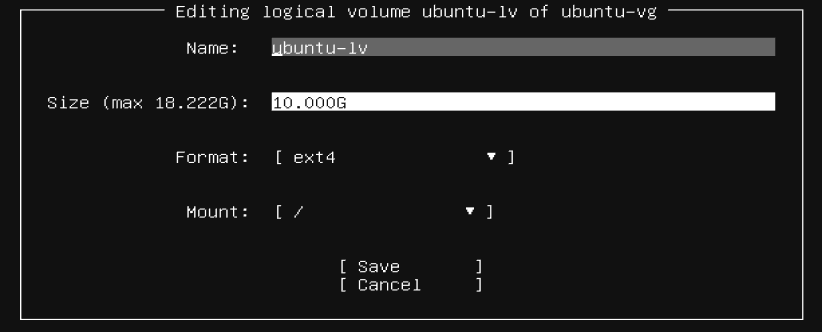 Editing logical volume ubuntu-lv of ubuntu-vg
Name: ubuntu-lv
Size (max 18.222G): 10.000G
Format: [ ext4 ▾ ]
Mount: [ / ▾ ]
[ Save ]
[ Cancel ]